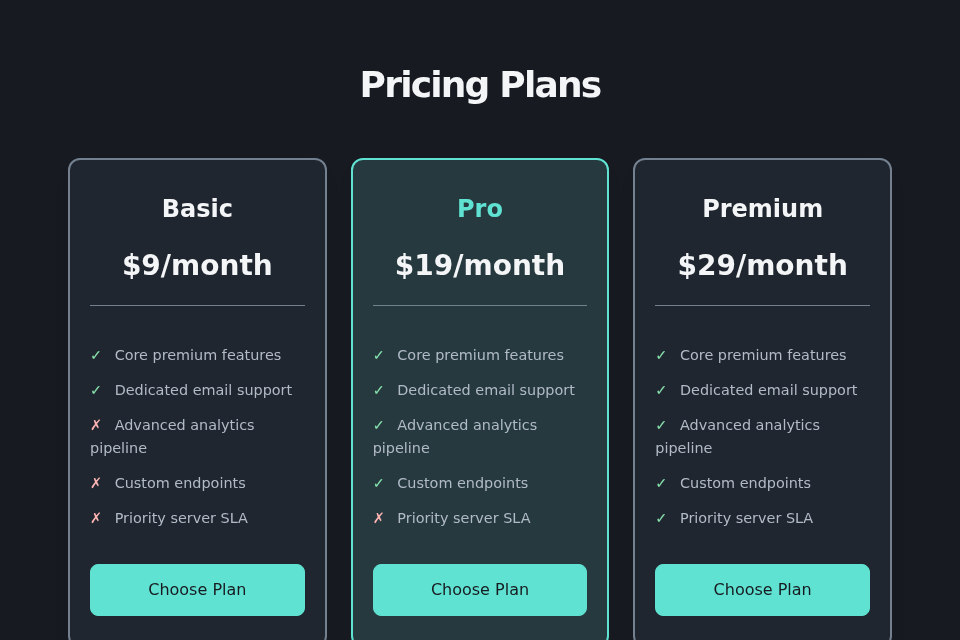 Pricing Plans
Basic
$9/month
✓ Core premium features
✓ Dedicated email support
✗ Advanced analytics
pipeline
✗ Custom endpoints
✗ Priority server SLA
Choose Plan
Pro
$19/month
✓ Core premium features
✓ Dedicated email support
✓ Advanced analytics
pipeline
✓ Custom endpoints
✗ Priority server SLA
Choose Plan
Premium
$29/month
✓ Core premium features
✓ Dedicated email support
✓ Advanced analytics
pipeline
✓ Custom endpoints
✓ Priority server SLA
Choose Plan